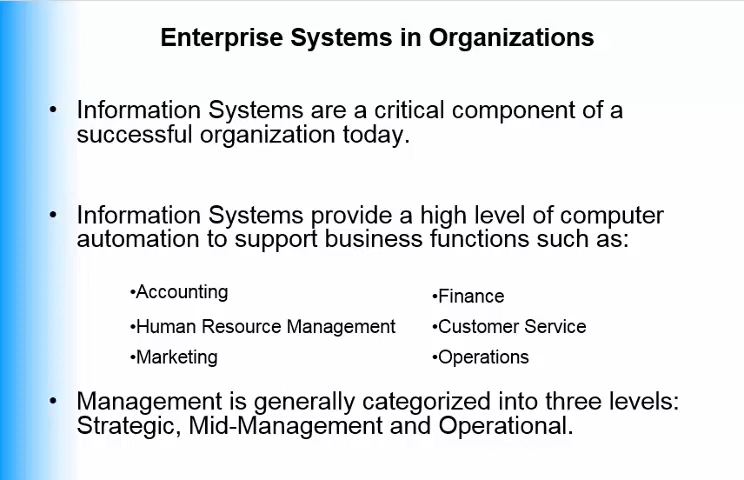 Enterprise Systems in Organizations
• Information Systems are a critical component of a
successful organization today.
• Information Systems provide a high level of computer
automation to support business functions such as:
•Accounting
•Finance
•Human Resource Management
•Customer Service
•Marketing
•Operations
• Management is generally categorized into three levels:
Strategic, Mid-Management and Operational.